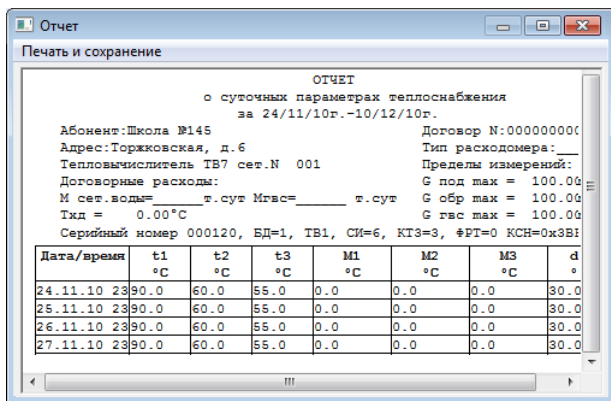 Отчет
Печать и сохранение
ОТЧЕТ
о суточных параметрах теплоснабжения
за 24/11/10г.-10/12/10г.
Абонент:Школа №145 Договор N:000000000
Адрес:Торжковская, д.6 Тип расходомера:__
Тепловычислитель ТВ7 сет.N 001 Пределы измерений:
Договорные расходы: G под max = 100.00
М сет.воды=______т.сут Мгвс=______ т.сут G обр max = 100.00
Тхд = 0.00°C G гвс max = 100.00
Серийный номер 000120, БД=1, ТВ1, СИ=6, КТ3=3, ФРТ=0 КСН=0x3B
Дата/время t1 t2 t3 М1 М2 М3 d
°C °C °C °C °C °C °
24.11.10 23 90.0 60.0 55.0 0.0 0.0 0.0 30.0
25.11.10 23 90.0 60.0 55.0 0.0 0.0 0.0 30.0
26.11.10 23 90.0 60.0 55.0 0.0 0.0 0.0 30.0
27.11.10 23 90.0 60.0 55.0 0.0 0.0 0.0 30.0